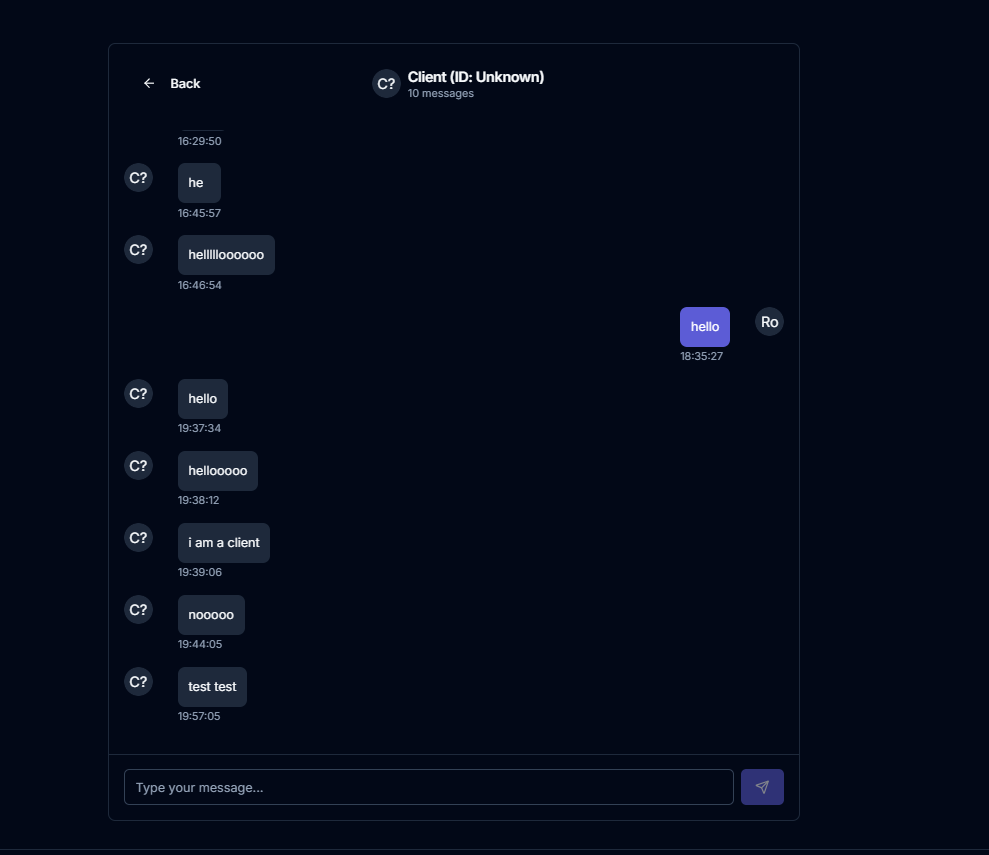 Back
C?
Client (ID: Unknown)
10 messages
16:29:50
C?
he
16:45:57
C?
hellllloooooo
16:46:54
hello
Ro
18:35:27
C?
hello
19:37:34
C?
hellooooo
19:38:12
C?
i am a client
19:39:06
C?
nooooo
19:44:05
C?
test test
19:57:05
Type your message...